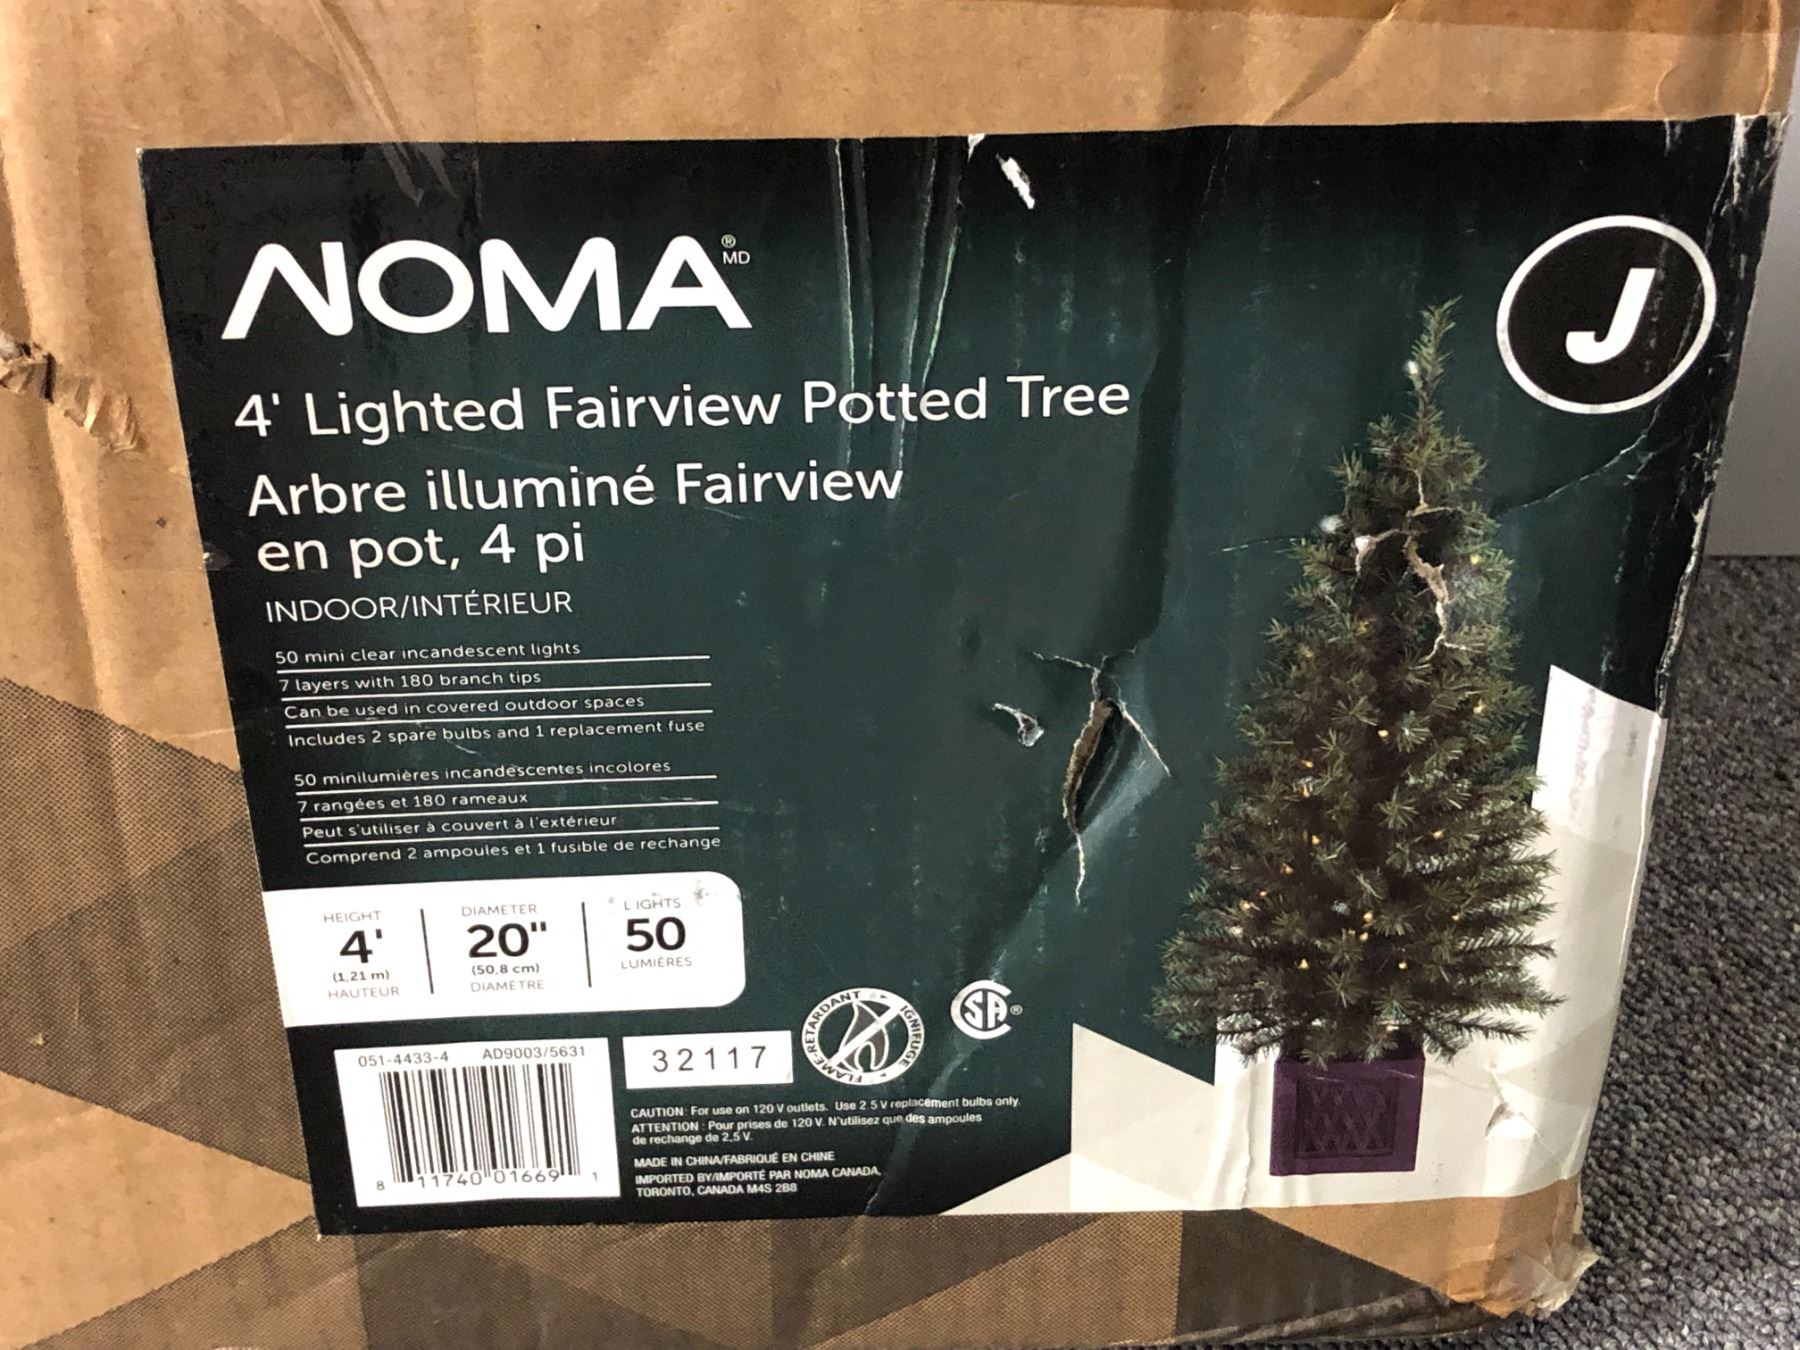 NOMA®
MD
J
4' Lighted Fairview Potted Tree
Arbre illuminé Fairview
en pot, 4 pi
INDOOR/INTÉRIEUR
50 mini clear incandescent lights
7 layers with 180 branch tips
Can be used in covered outdoor spaces
Includes 2 spare bulbs and 1 replacement fuse
50 minilumières incandescentes incolores
7 rangées et 180 rameaux
Peut s'utiliser à couvert à l'extérieur
Comprend 2 ampoules et 1 fusible de rechange
HEIGHT
4'
(1,21 m)
HAUTEUR
DIAMETER
20"
(50,8 cm)
DIAMÈTRE
LIGHTS
50
LUMIÈRES
051-4433-4 AD9003/5631
8 11740 01669 1
32117
FLAME-RETARDANT
IGNIFUGE
CSA®
CAUTION: For use on 120 V outlets. Use 2.5 V replacement bulbs only.
ATTENTION : Pour prises de 120 V. N'utilisez que des ampoules
de rechange de 2,5 V.
MADE IN CHINA/FABRIQUÉ EN CHINE
IMPORTED BY/IMPORTÉ PAR NOMA CANADA,
TORONTO, CANADA M4S 2B8